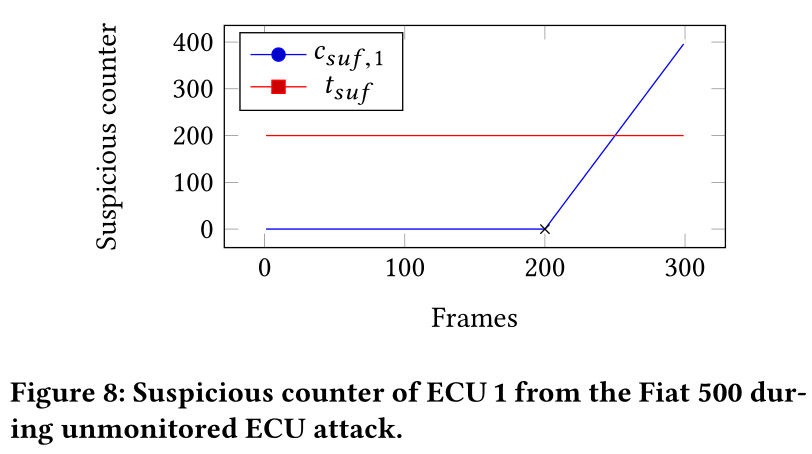 400
300
200
100
0
Suspicious counter
c_{suf,1}
t_{suf}
0 100 200 300
Frames
Figure 8: Suspicious counter of ECU 1 from the Fiat 500 dur-
ing unmonitored ECU attack.